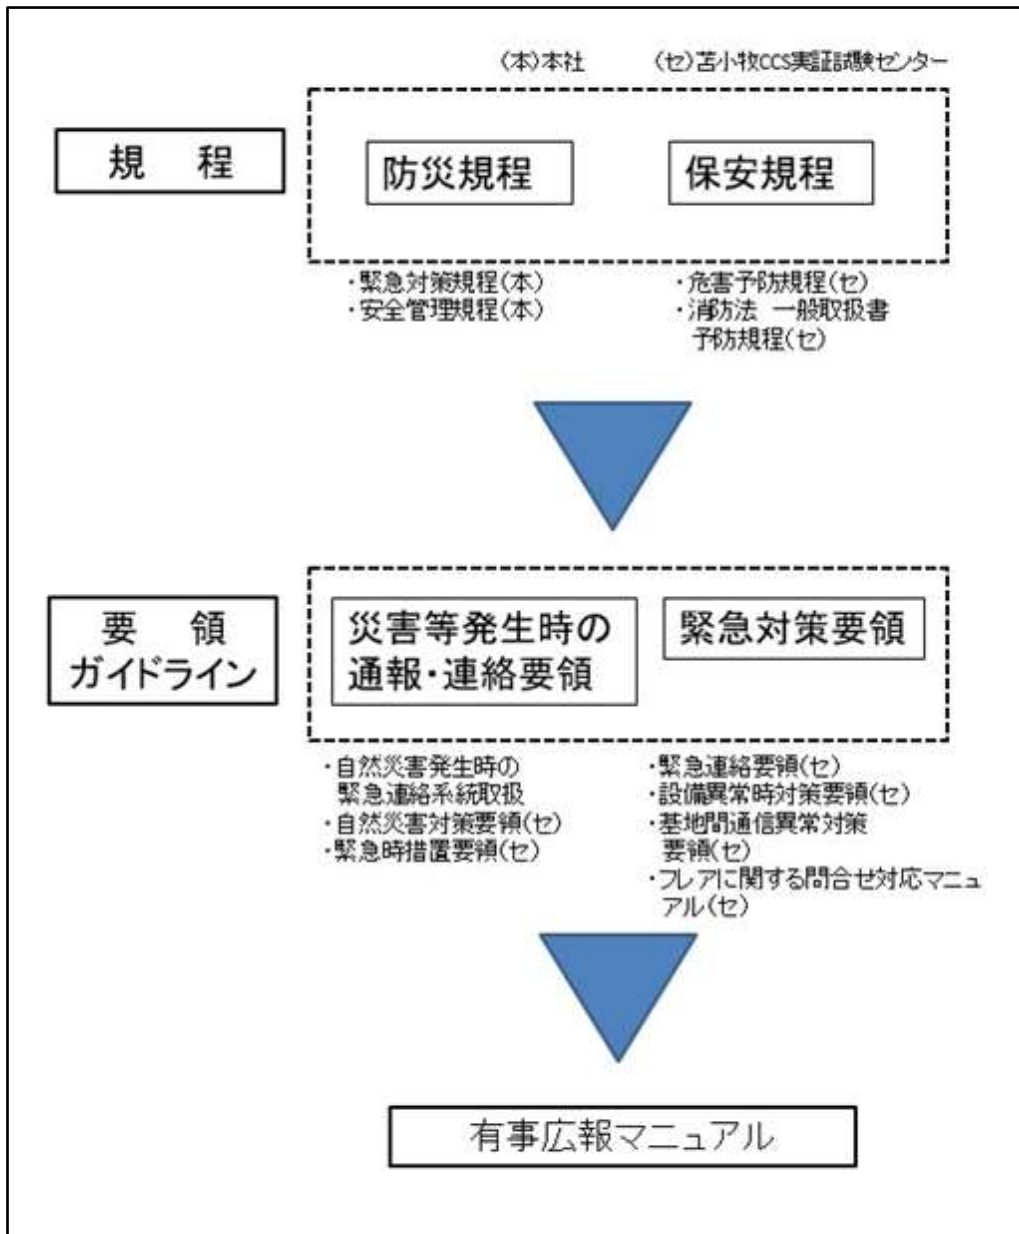 (本)本社 (セ)苫小牧CCS実証試験センター
規 程
防災規程
保安規程
・緊急対策規程(本)
・安全管理規程(本)
・危害予防規程(セ)
・消防法 一般取扱書
予防規程(セ)
要 領
ガイドライン
災害等発生時の
通報・連絡要領
緊急対策要領
・自然災害発生時の
緊急連絡系統取扱
・自然災害対策要領(セ)
・緊急時措置要領(セ)
・緊急連絡要領(セ)
・設備異常時対策要領(セ)
・基地間通信異常対策
要領(セ)
・フレアに関する問合せ対応マニュ
アル(セ)
有事広報マニュアル